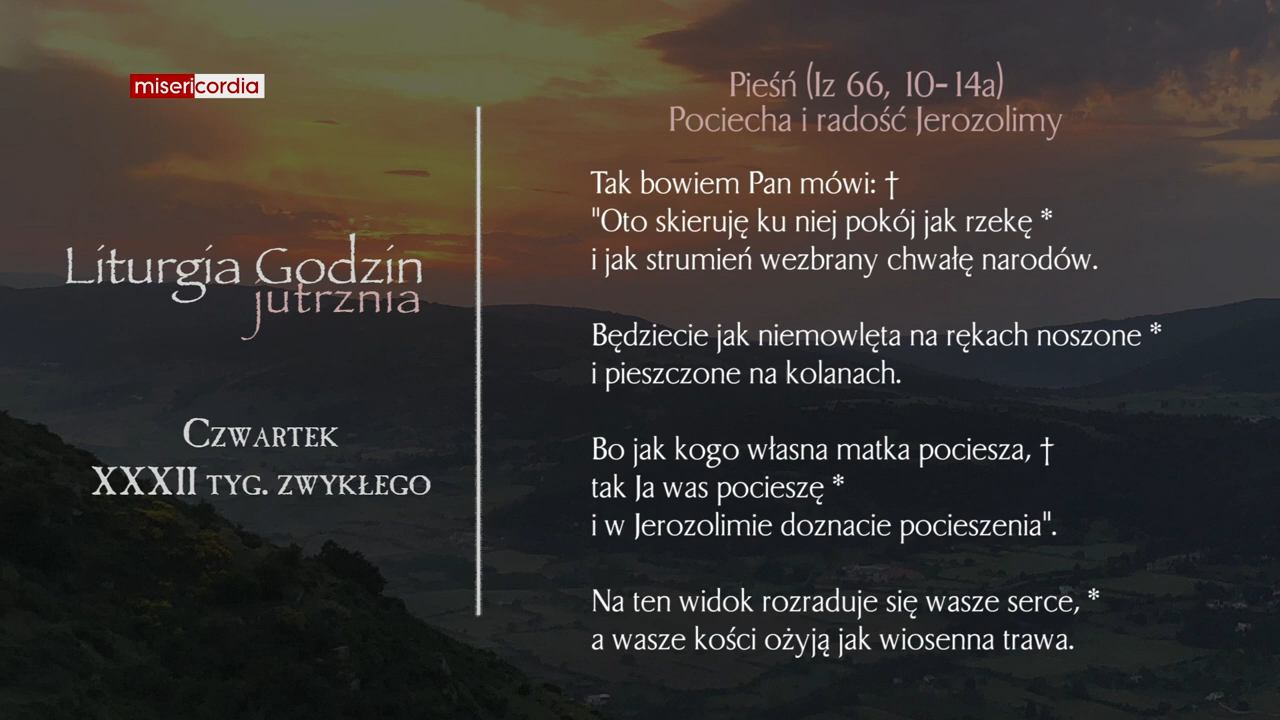 misericordia
Liturgia Godzin
jutrznia
Czwartek
XXXII tyg. zwykłego
Pieśń (Iz 66, 10-14a)
Pociecha i radość Jerozolimy
Tak bowiem Pan mówi: †
"Oto skieruję ku niej pokój jak rzekę *
i jak strumień wezbrany chwałę narodów.
Będziecie jak niemowlęta na rękach noszone *
i pieszczone na kolanach.
Bo jak kogo własna matka pociesza, †
tak Ja was pocieszę *
i w Jerozolimie doznacie pocieszenia".
Na ten widok rozraduje się wasze serce, *
a wasze kości ożyją jak wiosenna trawa.